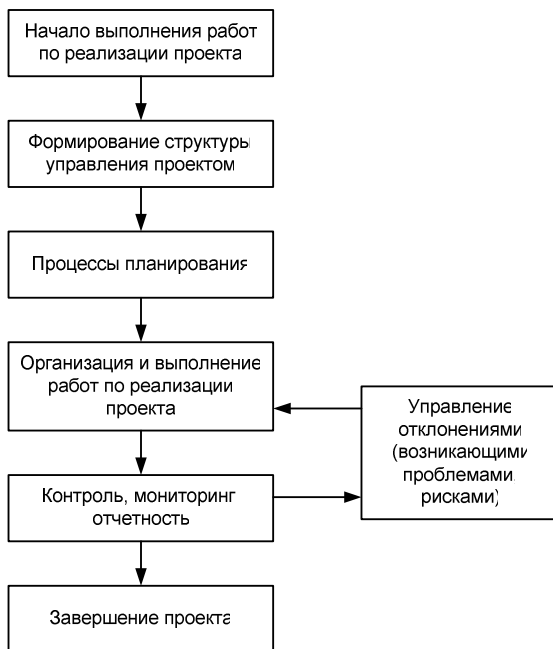 Начало выполнения работ
по реализации проекта
Формирование структуры
управления проектом
Процессы планирования
Организация и выполнение
работ по реализации
проекта
Управление
отклонениями
(возникающими
проблемами
рисками)
Контроль, мониторинг
отчетность
Завершение проекта